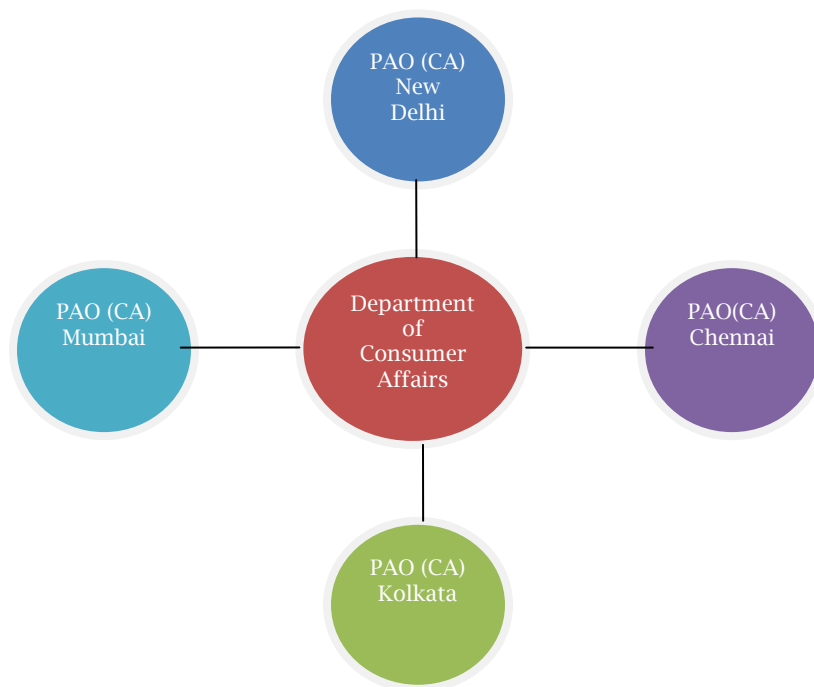 PAO (CA)
New
Delhi
PAO (CA)
Mumbai
Department
of
Consumer
Affairs
PAO(CA)
Chennai
PAO (CA)
Kolkata